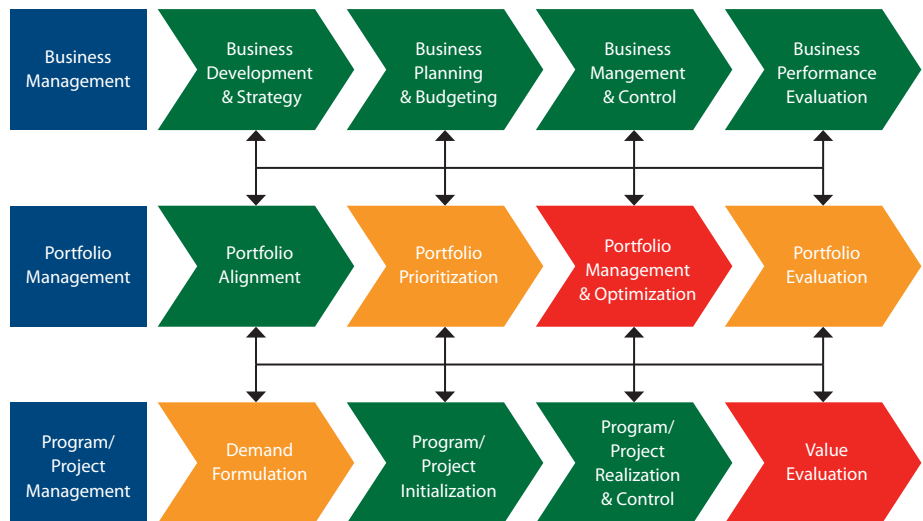 Business
Management
Business
Development
& Strategy
Business
Planning
& Budgeting
Business
Mangement
& Control
Business
Performance
Evaluation
Portfolio
Management
Portfolio
Alignment
Portfolio
Prioritization
Portfolio
Management
& Optimization
Portfolio
Evaluation
Program/
Project
Management
Demand
Formulation
Program/
Project
Initialization
Program/
Project
Realization
& Control
Value
Evaluation